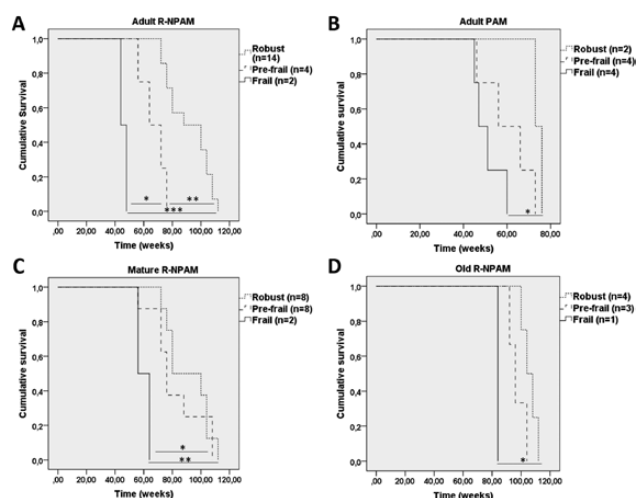 A
Adult R-NPAM
Cumulative Survival
1,0
0,8
0,6
0,4
0,2
0,0
* **
***
,00 20,00 40,00 60,00 80,00 100,00 120,00
Time (weeks)
Robust
(n=14)
Pre-frail (n=4)
Frail (n=2)
B
Adult PAM
Cumulative Survival
1,0
0,8
0,6
0,4
0,2
0,0
*
,00 20,00 40,00 60,00 80,00
Time (weeks)
Robust (n=2)
Pre-frail (n=4)
Frail (n=4)
C
Mature R-NPAM
Cumulative survival
1,0
0,8
0,6
0,4
0,2
0,0
*
**
,00 20,00 40,00 60,00 80,00 100,00 120,00
Time (weeks)
Robust (n=8)
Pre-frail (n=8)
Frail (n=2)
D
Old R-NPAM
Cumulative survival
1,0
0,8
0,6
0,4
0,2
0,0
*
,00 20,00 40,00 60,00 80,00 100,00 120,00
Time (weeks)
Robust (n=4)
Pre-frail (n=3)
Frail (n=1)